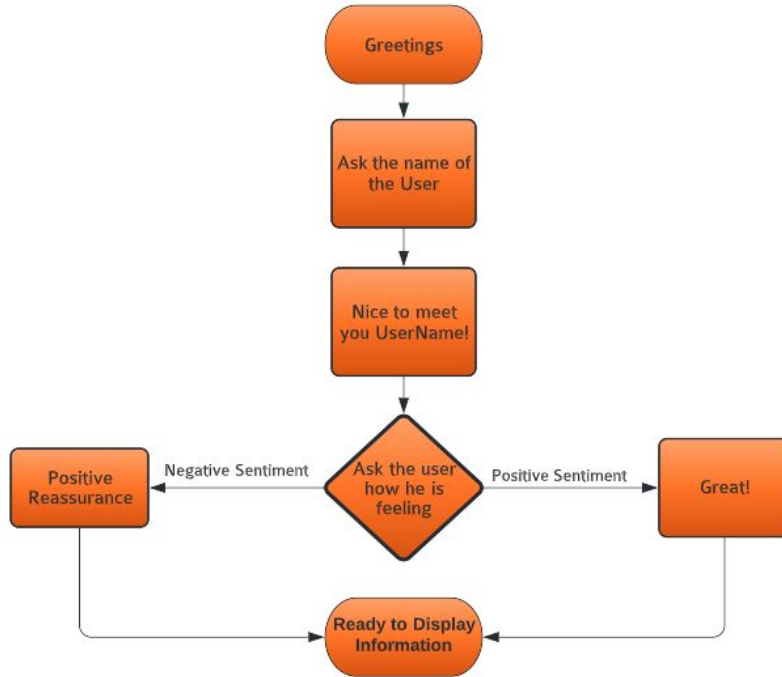 Greetings
Ask the name of
the User
Nice to meet
you UserName!
Ask the user
how he is
feeling
Negative Sentiment
Positive Sentiment
Positive
Reassurance
Great!
Ready to Display
Information